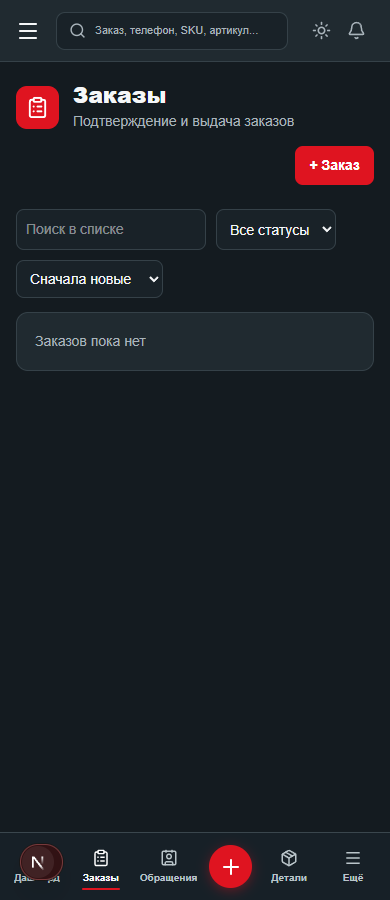 Заказ, телефон, SKU, артикул...
Заказы
Подтверждение и выдача заказов
+ Заказ
Поиск в списке
Все статусы
Сначала новые
Заказов пока нет
N
Заказы
Обращения
Детали
Ещё